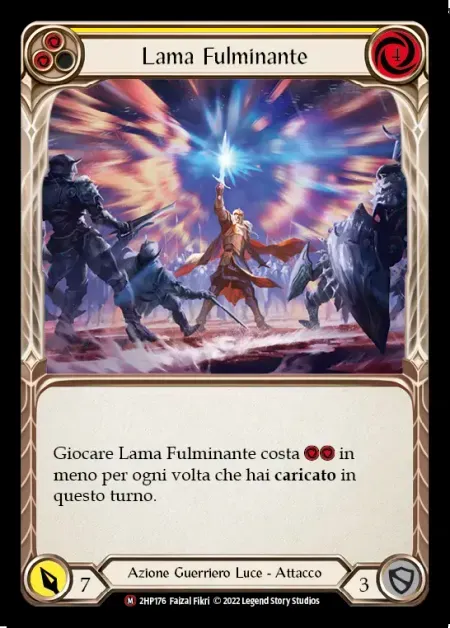 Lama Fulminante
4
Giocare Lama Fulminante costa in
meno per ogni volta che hai caricato in
questo turno.
7
Azione Guerriero Luce - Attacco
3
M 2HP176 Faizal Fikri © 2022 Legend Story Studios